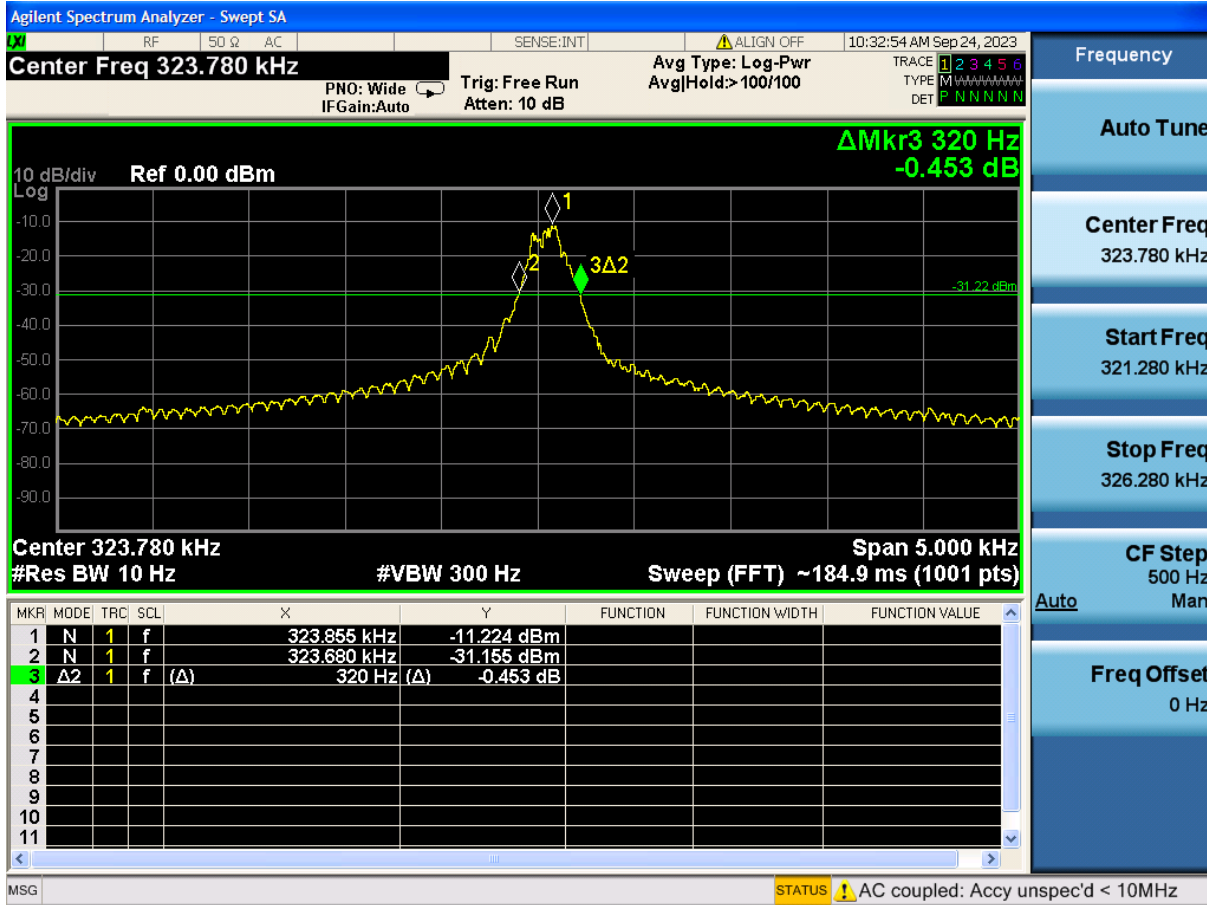 Agilent Spectrum Analyzer - Swept SA
LXI RF 50 Ω AC SENSE:INT ALIGN OFF 10:32:54 AM Sep 24, 2023
Center Freq 323.780 kHz
PNO: Wide
IFGain:Auto
Trig: Free Run
Atten: 10 dB
Avg Type: Log-Pwr
Avg|Hold:>100/100
TRACE 1 2 3 4 5 6
TYPE M WWWWW
DET P N N N N N
ΔMkr3 320 Hz
-0.453 dB
10 dB/div Ref 0.00 dBm
Log
-10.0
-20.0
-30.0
-40.0
-50.0
-60.0
-70.0
-80.0
-90.0
1
2
3Δ2
-31.22 dBm
Center 323.780 kHz Span 5.000 kHz
#Res BW 10 Hz #VBW 300 Hz Sweep (FFT) ~184.9 ms (1001 pts)
MKR MODE TRC SCL X Y FUNCTION FUNCTION WIDTH FUNCTION VALUE
1 N 1 f 323.855 kHz -11.224 dBm
2 N 1 f 323.680 kHz -31.155 dBm
3 Δ2 1 f (Δ) 320 Hz (Δ) -0.453 dB
4
5
6
7
8
9
10
11
MSG STATUS AC coupled: Accy unspec'd < 10MHz
Frequency
Auto Tune
Center Freq
323.780 kHz
Start Freq
321.280 kHz
Stop Freq
326.280 kHz
CF Step
500 Hz
Auto Man
Freq Offset
0 Hz